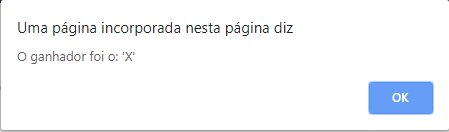 Uma página incorporada nesta página diz
O ganhador foi o: 'X'
OK